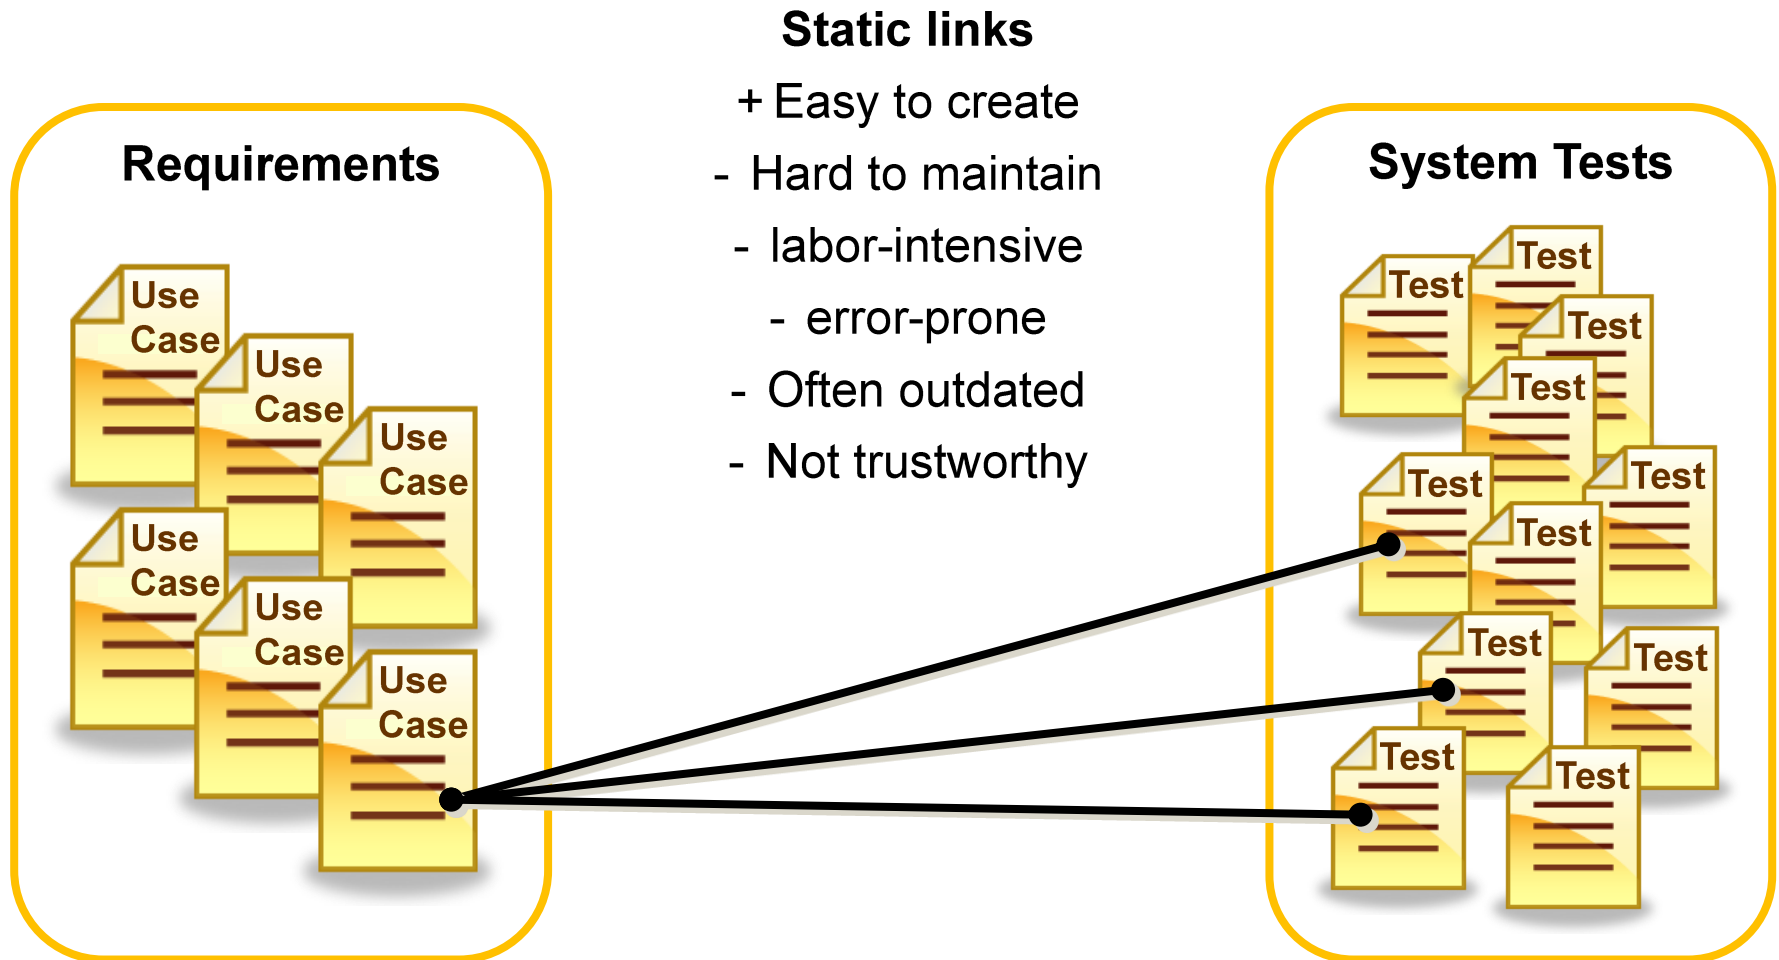 Static links
+ Easy to create
- Hard to maintain
- labor-intensive
- error-prone
- Often outdated
- Not trustworthy
Requirements
Use
Case
Use
Case
Use
Case
Use
Case
Use
Case
Use
Case
System Tests
Test
Test
Test
Test
Test
Test
Test
Test
Test
Test
Test